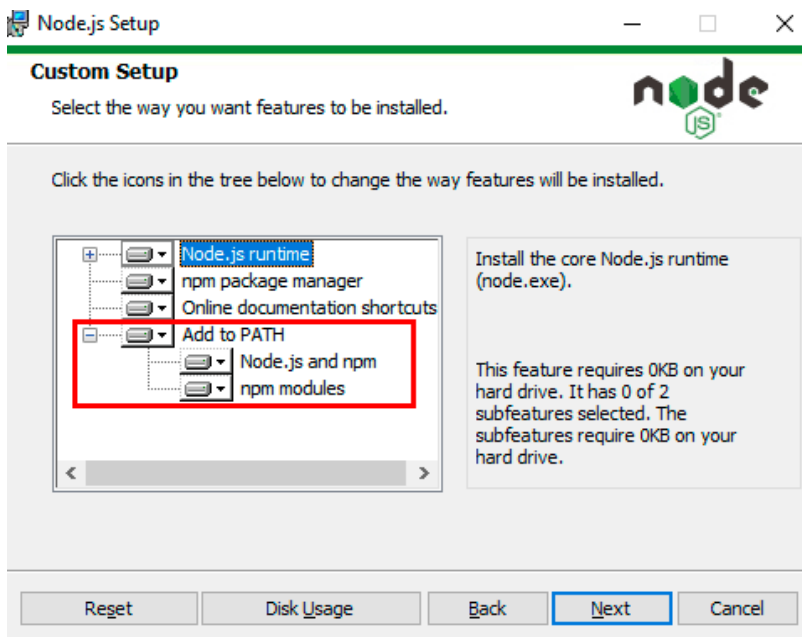 Node.js Setup
Custom Setup
Select the way you want features to be installed.
node
JS
Click the icons in the tree below to change the way features will be installed.
Node.js runtime
npm package manager
Online documentation shortcuts
Add to PATH
Node.js and npm
npm modules
Install the core Node.js runtime
(node.exe).
This feature requires 0KB on your
hard drive. It has 0 of 2
subfeatures selected. The
subfeatures require 0KB on your
hard drive.
Reset
Disk Usage
Back
Next
Cancel